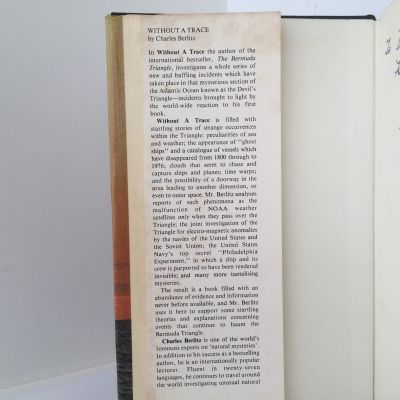 WITHOUT A TRACE
by Charles Berlitz
In Without A Trace the author of the
international bestseller, The Bermuda
Triangle, investigates a whole series of
new and baffling incidents which have
taken place in that mysterious section of
the Atlantic Ocean known as the Devil's
Triangle—incidents brought to light by
the world-wide reaction to his first
book.
Without A Trace is filled with
startling stories of strange occurrences
within the Triangle: peculiarities of sea
and weather; the appearance of "ghost
ships" and a catalogue of vessels which
have disappeared from 1800 through to
1976; clouds that seem to chase and
capture ships and planes; time warps;
and the possibility of a doorway in the
area leading to another dimension, or
even to outer space. Mr. Berlitz analyses
reports of such phenomena as the
malfunction of NOAA weather
satellites only when they pass over the
Triangle; the joint investigation of the
Triangle for electro-magnetic anomalies
by the navies of the United States and
the Soviet Union; the United States
Navy's top secret "Philadelphia
Experiment," in which a ship and its
crew is purported to have been rendered
invisible; and many more tantalising
mysteries.
The result is a book filled with an
abundance of evidence and information
never before available, and Mr Berlitz
uses it here to support some startling
theories and explanations concerning
events that continue to haunt the
Bermuda Triangle.
Charles Berlitz is one of the world's
foremost experts on 'natural mysteries'.
In addition to his success as a bestselling
author, he is an internationally popular
lecturer. Fluent in twenty-seven
languages, he continues to travel around
the world investigating unusual natural
To